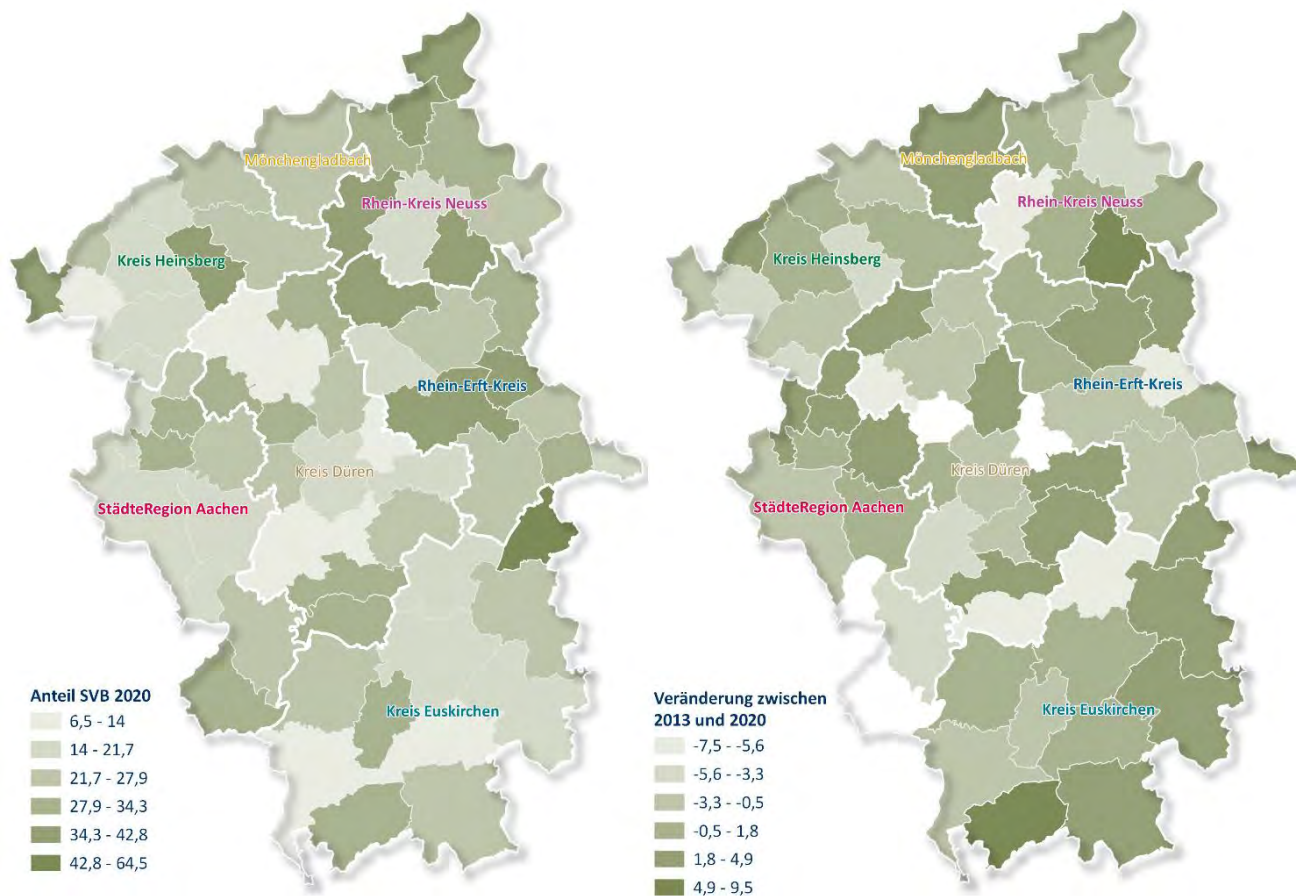 Mönchengladbach
Rhein-Kreis Neuss
Kreis Heinsberg
Rhein-Erft-Kreis
Kreis Düren
StädteRegion Aachen
Kreis Euskirchen
Anteil SVB 2020
6,5 - 14
14 - 21,7
21,7 - 27,9
27,9 - 34,3
34,3 - 42,8
42,8 - 64,5
Mönchengladbach
Rhein-Kreis Neuss
Kreis Heinsberg
Rhein-Erft-Kreis
Kreis Düren
StädteRegion Aachen
Kreis Euskirchen
Veränderung zwischen
2013 und 2020
-7,5 - -5,6
-5,6 - -3,3
-3,3 - -0,5
-0,5 - 1,8
1,8 - 4,9
4,9 - 9,5